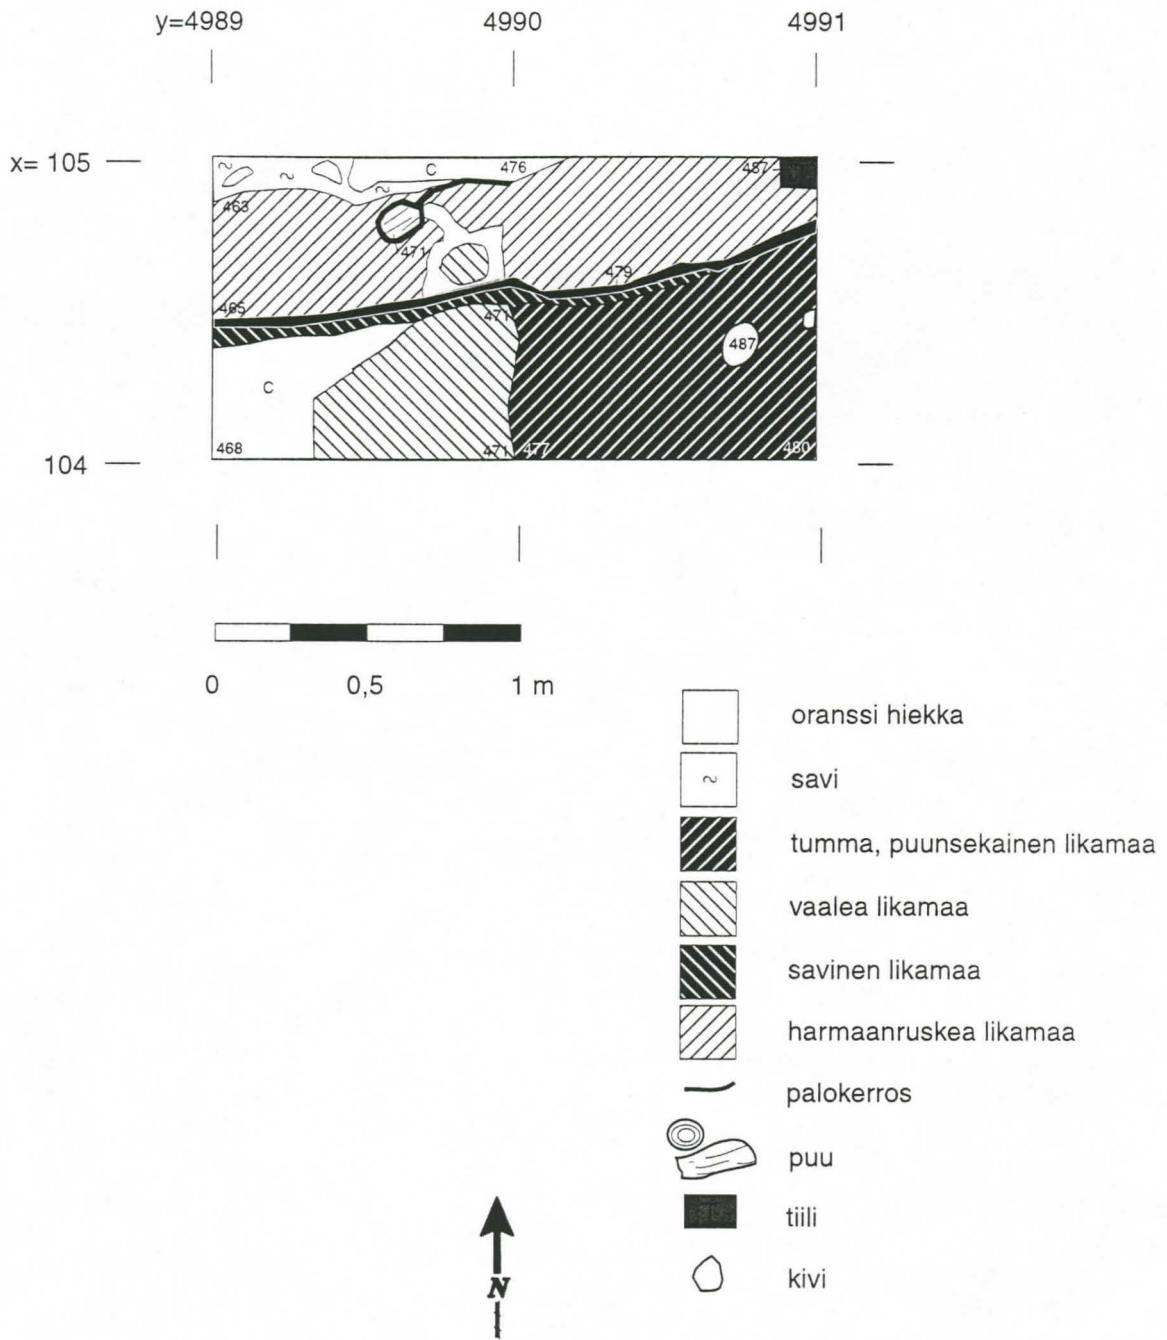 y=4989 4990 4991
x= 105
c 476 487
463
471
479
465
471
487
c
468 471 477 480
104
0 0,5 1 m
oranssi hiekka
~ savi
tumma, puunsekainen likamaa
vaalea likamaa
savinen likamaa
harmaanruskea likamaa
palokerros
puu
tiili
kivi
N